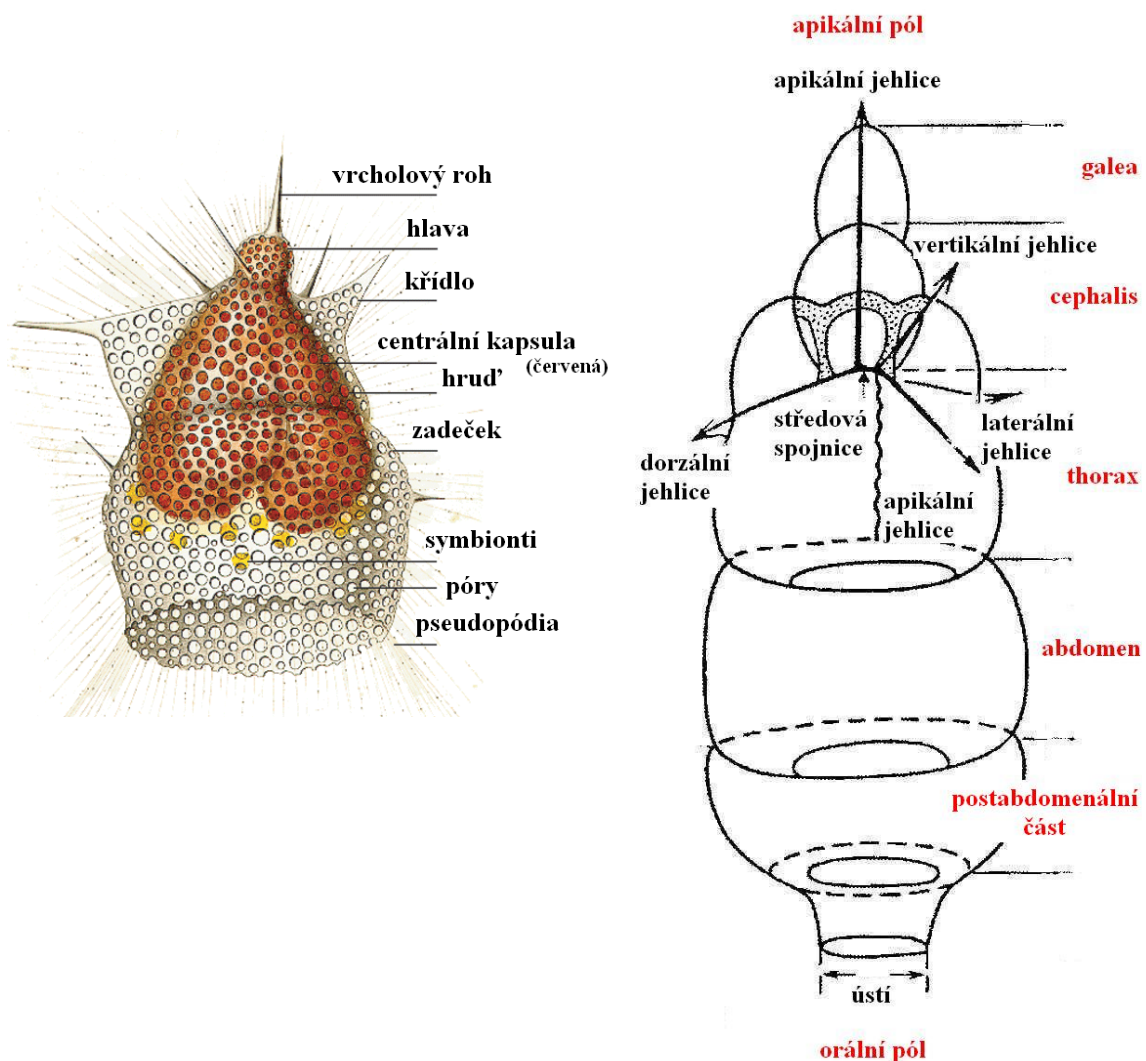 vrcholový roh
hlava
křídlo
centrální kapsula
(červená)
hruď
zadeček
symbionti
póry
pseudopódia
apikální pól
apikální jehlice
galea
vertikální jehlice
cephalis
středová
spojnice
laterální
jehlice
dorzální
jehlice
thorax
apikální
jehlice
abdomen
postabdomenální
část
ústí
orální pól